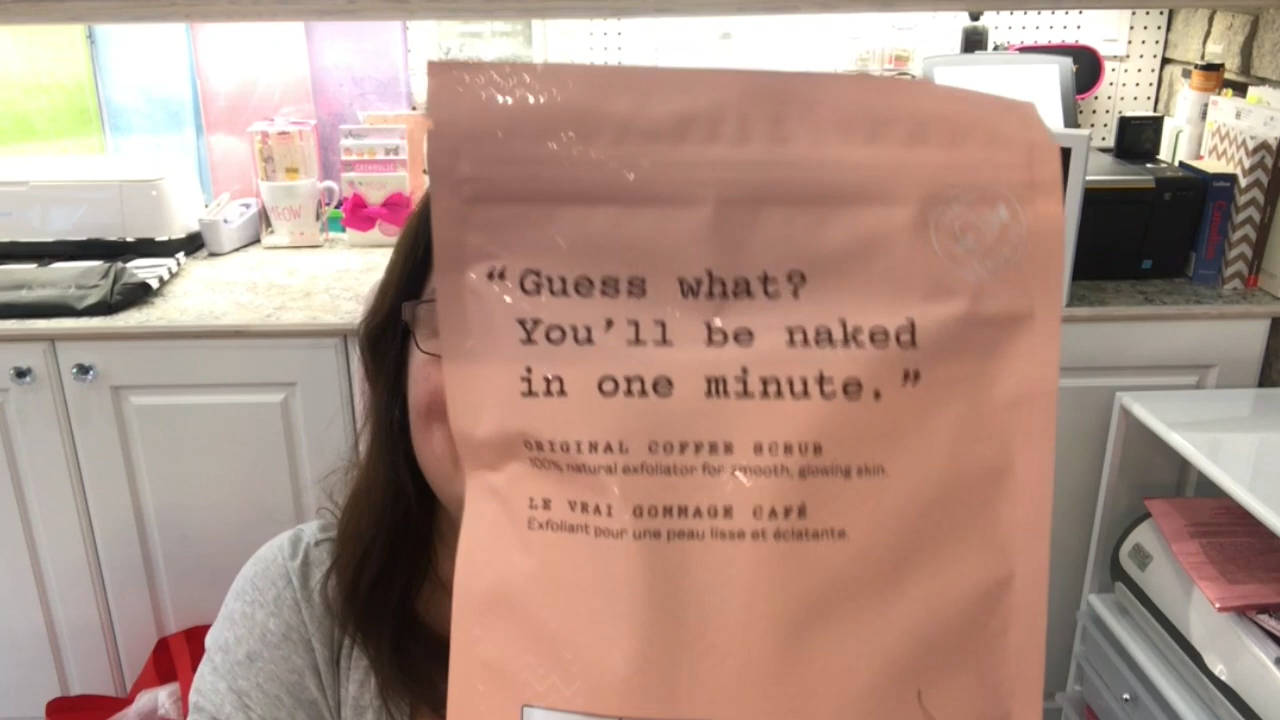 “Guess what?
You’ll be naked
in one minute.”
ORIGINAL COFFEE SCRUB
100% natural exfoliator for smooth, glowing skin.
LE VRAI GOMMAGE CAFÉ
Exfoliant pour une peau lisse et éclatante.
MEOW